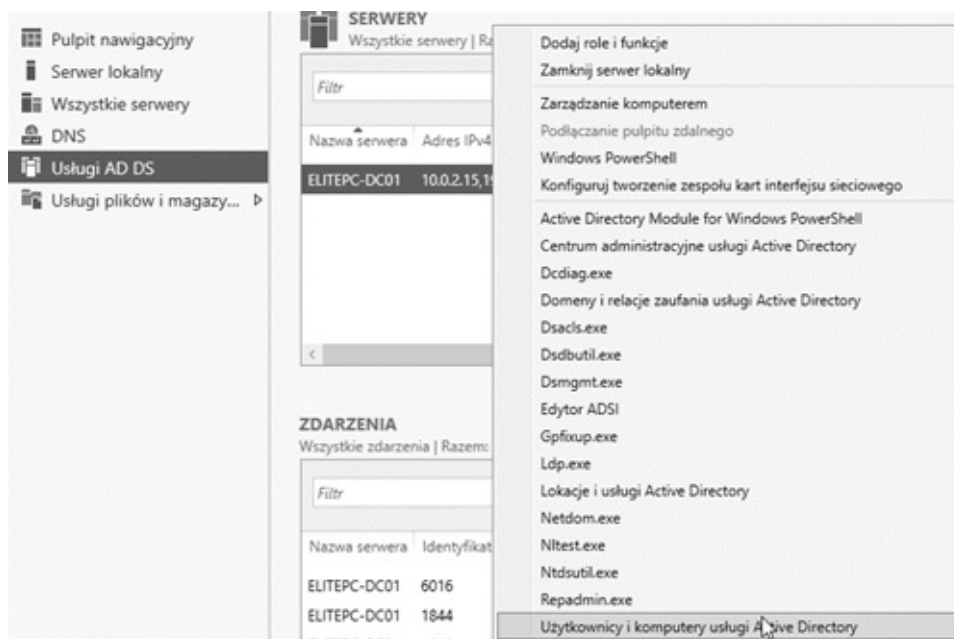 Pulpit nawigacyjny
Serwer lokalny
Wszystkie serwery
DNS
Usługi AD DS
Usługi plików i magazy...
SERWERY
Wszystkie serwery |
Filtr
Nazwa serwera Adres IPv4
ELITEPC-DC01 10.0.2.15,19
ZDARZENIA
Wszystkie zdarzenia | Razem:
Filtr
Nazwa serwera Identyfikat
ELITEPC-DC01 6016
ELITEPC-DC01 1844
Dodaj role i funkcje
Zamknij serwer lokalny
Zarządzanie komputerem
Podłączanie pulpitu zdalnego
Windows PowerShell
Konfiguruj tworzenie zespołu kart interfejsu sieciowego
Active Directory Module for Windows PowerShell
Centrum administracyjne usługi Active Directory
Dcdiag.exe
Domeny i relacje zaufania usługi Active Directory
Dsacls.exe
Dsdbutil.exe
Dsmgmt.exe
Edytor ADSI
Gpfixup.exe
Ldp.exe
Lokacje i usługi Active Directory
Netdom.exe
Nltest.exe
Ntdsutil.exe
Repadmin.exe
Użytkownicy i komputery usługi Active Directory